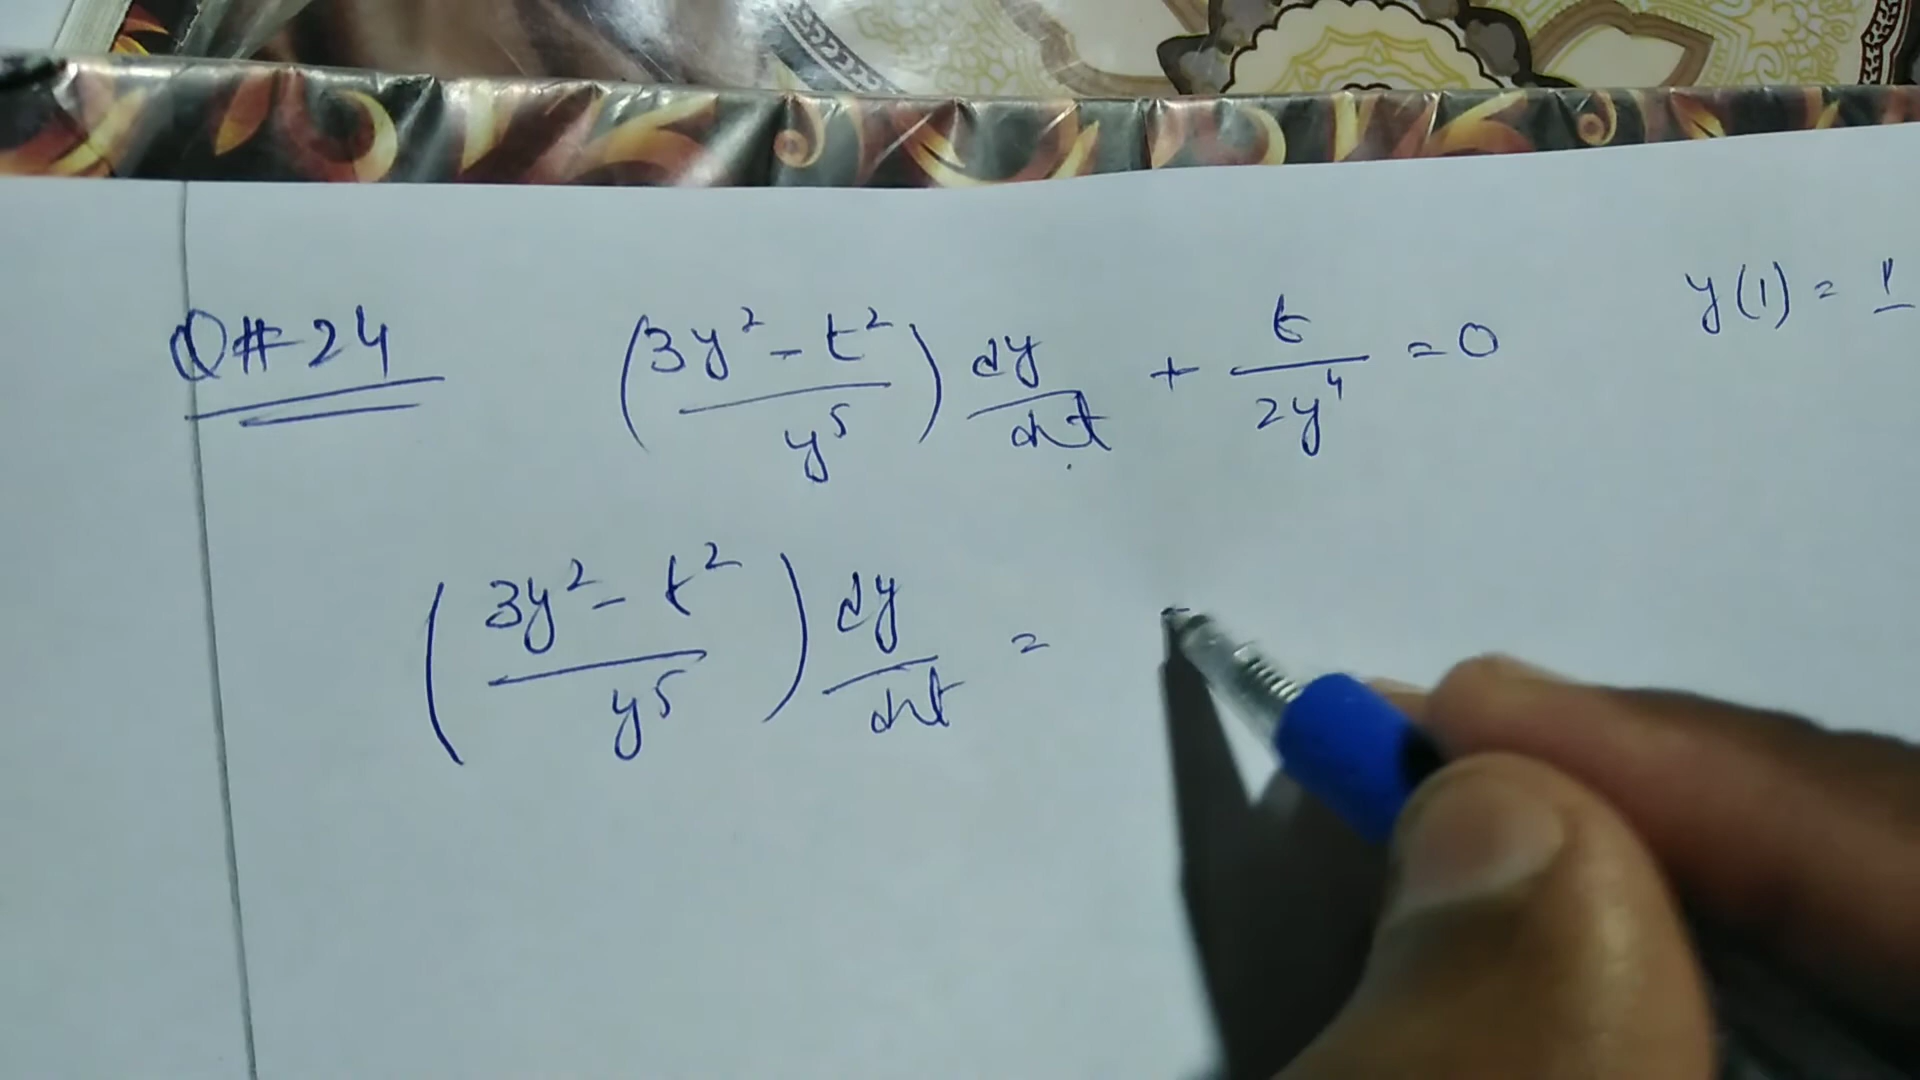 Q#24 (3y² - t² / y⁵) dy/dt + t/2y⁴ = 0 y(1) = 1
(3y² - t² / y⁵) dy/dt =